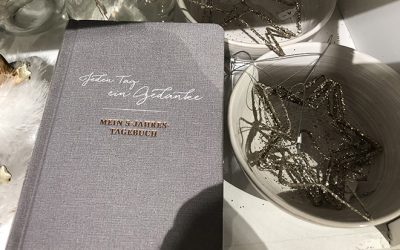 Jeden Tag
ein Gedanke
MEIN 5 JAHRES-
TAGEBUCH